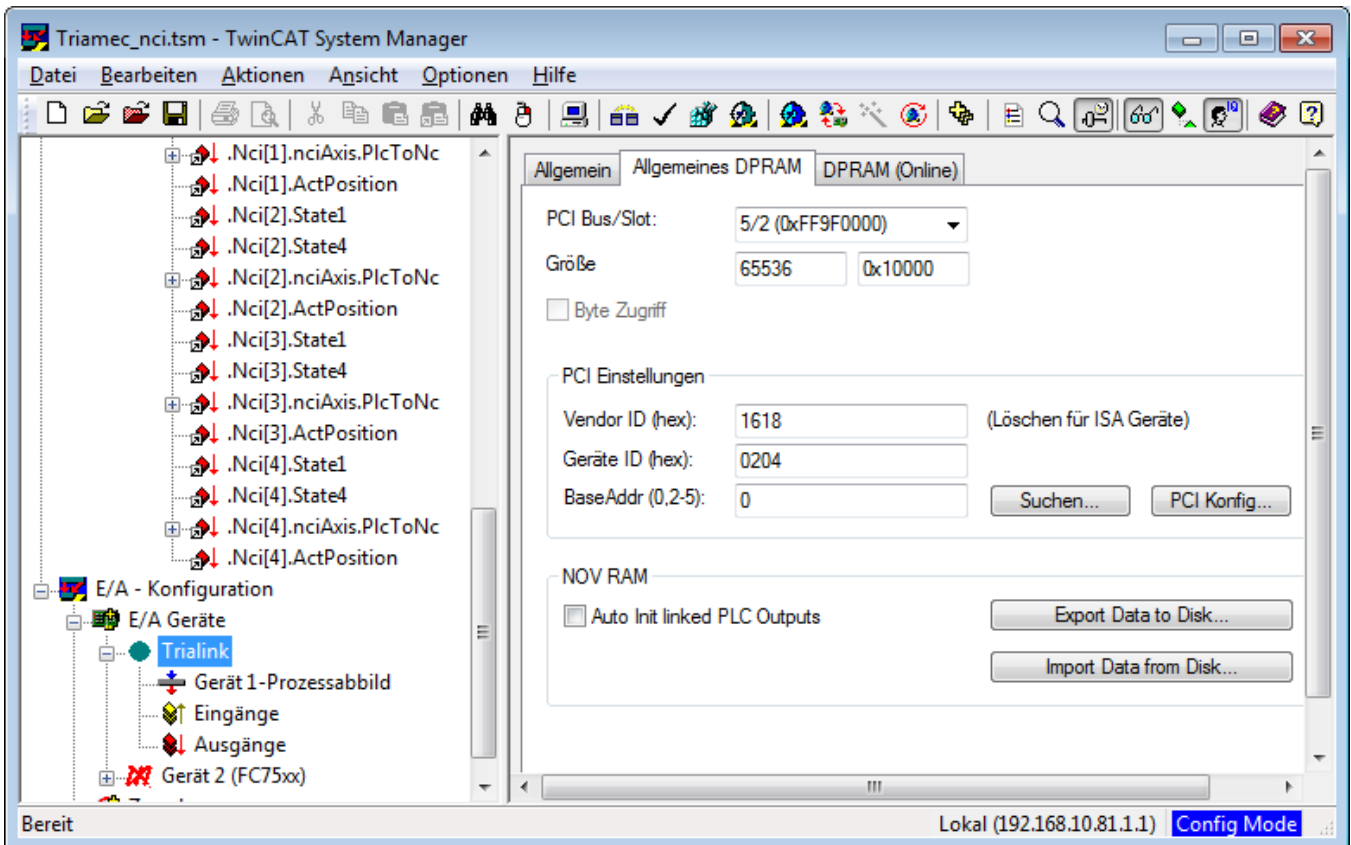 Triamec_nci.tsm - TwinCAT System Manager
Datei Bearbeiten Aktionen Ansicht Optionen Hilfe
.Nci[1].nciAxis.PlcToNc
.Nci[1].ActPosition
.Nci[2].State1
.Nci[2].State4
.Nci[2].nciAxis.PlcToNc
.Nci[2].ActPosition
.Nci[3].State1
.Nci[3].State4
.Nci[3].nciAxis.PlcToNc
.Nci[3].ActPosition
.Nci[4].State1
.Nci[4].State4
.Nci[4].nciAxis.PlcToNc
.Nci[4].ActPosition
E/A - Konfiguration
E/A Geräte
Trialink
Gerät 1-Prozessabbild
Eingänge
Ausgänge
Gerät 2 (FC75xx)
Allgemein Allgemeines DPRAM DPRAM (Online)
PCI Bus/Slot: 5/2 (0xFF9F0000)
Größe 65536 0x10000
Byte Zugriff
PCI Einstellungen
Vendor ID (hex): 1618 (Löschen für ISA Geräte)
Geräte ID (hex): 0204
BaseAddr (0,2-5): 0 Suchen... PCI Konfig...
NOV RAM
Auto Init linked PLC Outputs Export Data to Disk...
Import Data from Disk...
Bereit Lokal (192.168.10.81.1.1) Config Mode